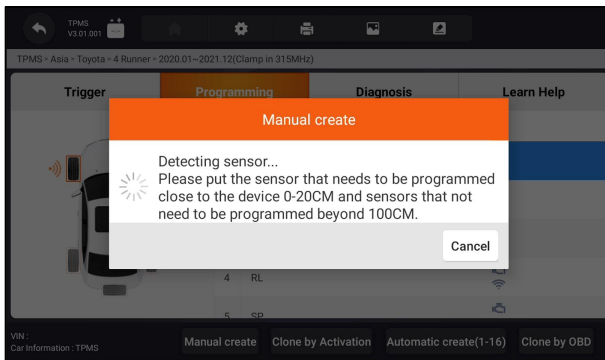 TPMS
V3.01.001
TPMS > Asia > Toyota > 4 Runner > 2020.01~2021.12(Clamp in 315MHz)
Trigger
Programming
Diagnosis
Learn Help
Manual create
Detecting sensor...
Please put the sensor that needs to be programmed
close to the device 0-20CM and sensors that not
need to be programmed beyond 100CM.
Cancel
4 RL
5 SP
VIN :
Car Information : TPMS
Manual create
Clone by Activation
Automatic create(1-16)
Clone by OBD